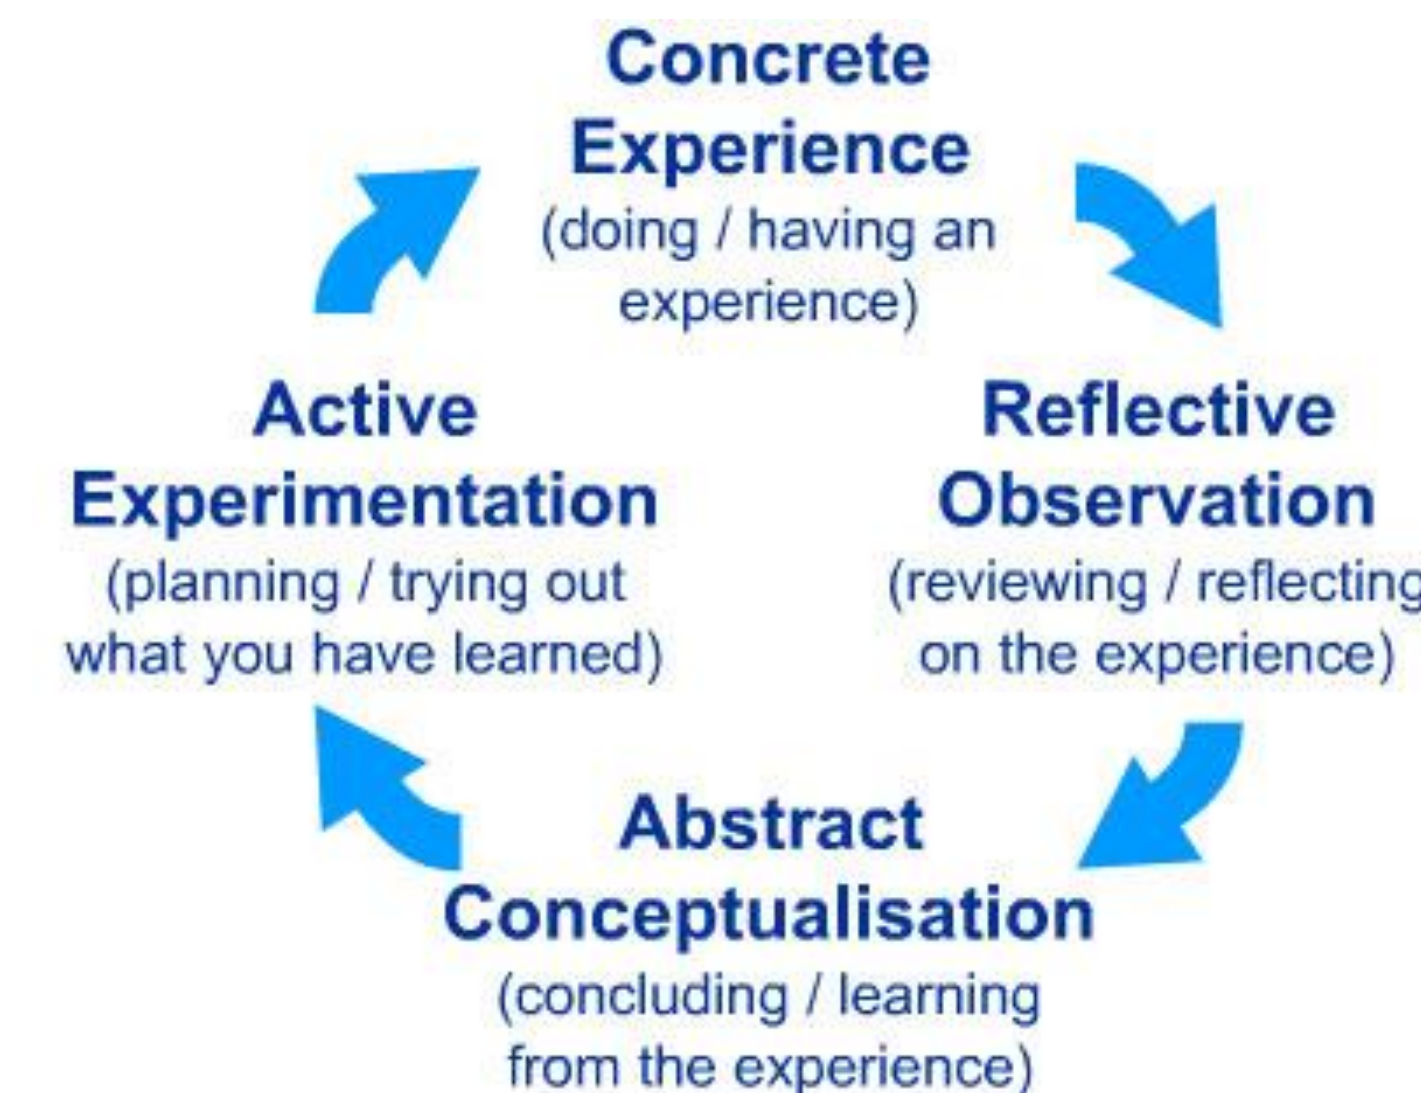 Concrete
Experience
(doing / having an
experience)
Reflective
Observation
(reviewing / reflecting
on the experience)
Abstract
Conceptualisation
(concluding / learning
from the experience)
Active
Experimentation
(planning / trying out
what you have learned)